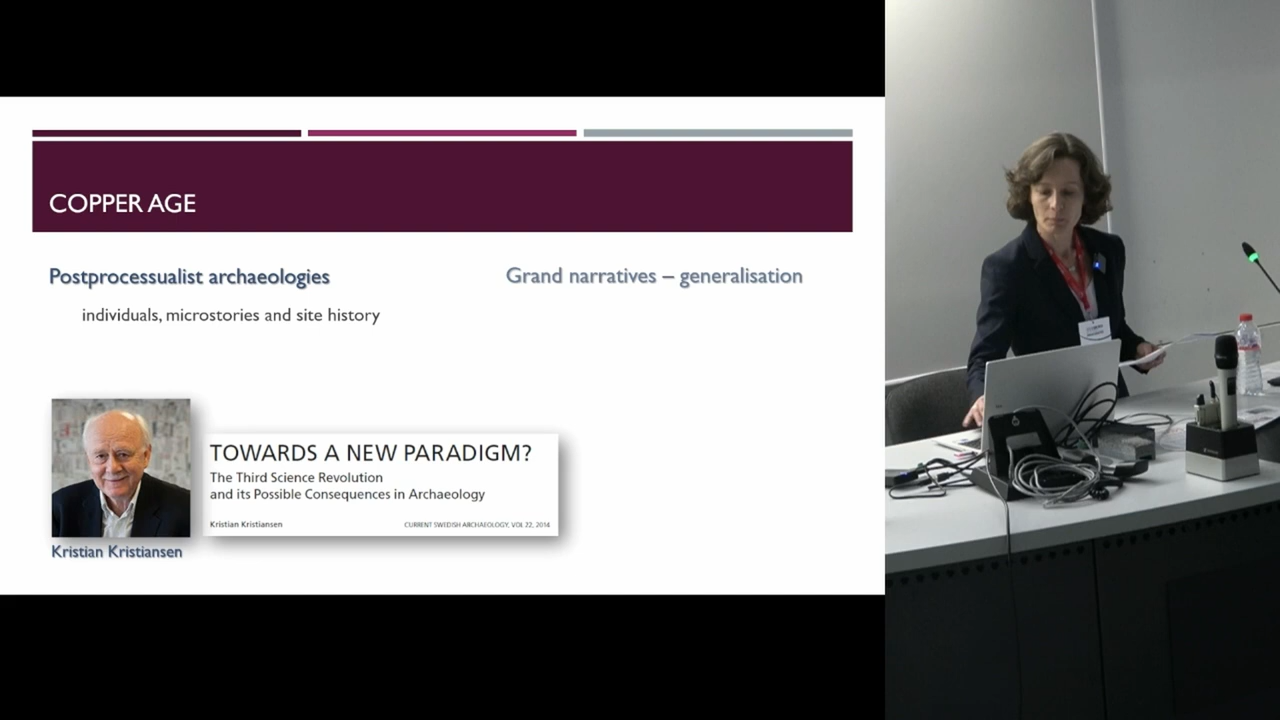 COPPER AGE
Postprocessualist archaeologies
individuals, microstories and site history
Grand narratives – generalisation
TOWARDS A NEW PARADIGM?
The Third Science Revolution
and its Possible Consequences in Archaeology
Kristian Kristiansen
CURRENT SWEDISH ARCHAEOLOGY, VOL 22, 2014
Kristian Kristiansen